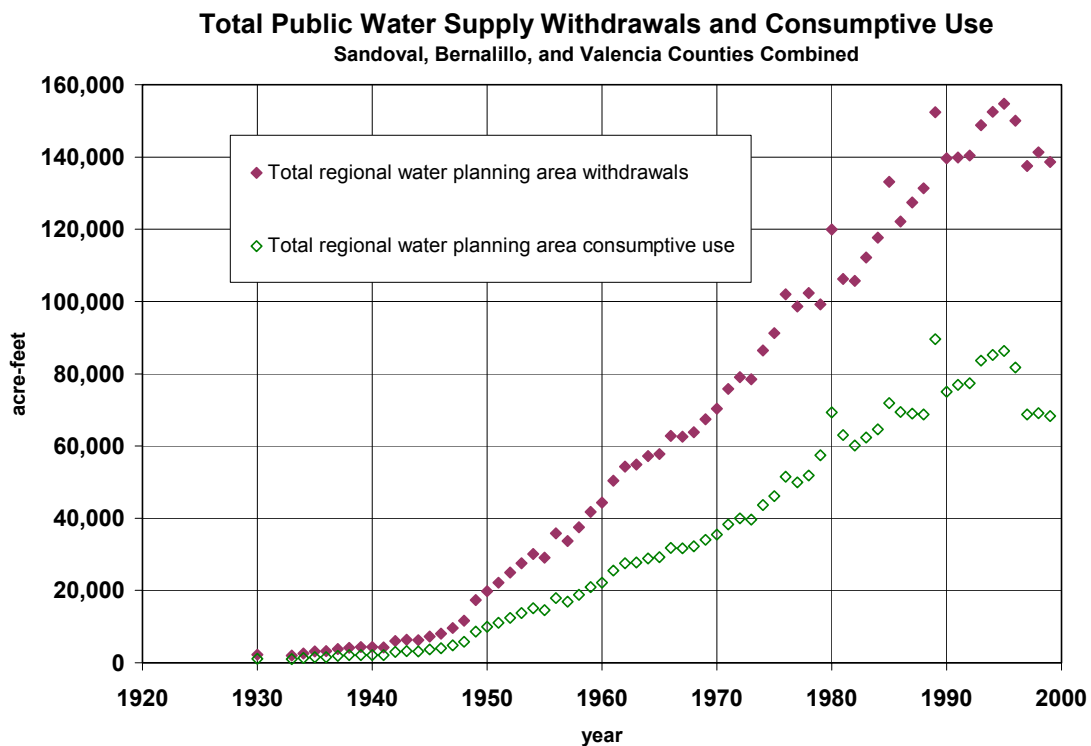 Total Public Water Supply Withdrawals and Consumptive Use
Sandoval, Bernalillo, and Valencia Counties Combined
160,000
140,000
120,000
100,000
80,000
60,000
40,000
20,000
0
acre-feet
Total regional water planning area withdrawals
Total regional water planning area consumptive use
1920 1930 1940 1950 1960 1970 1980 1990 2000
year